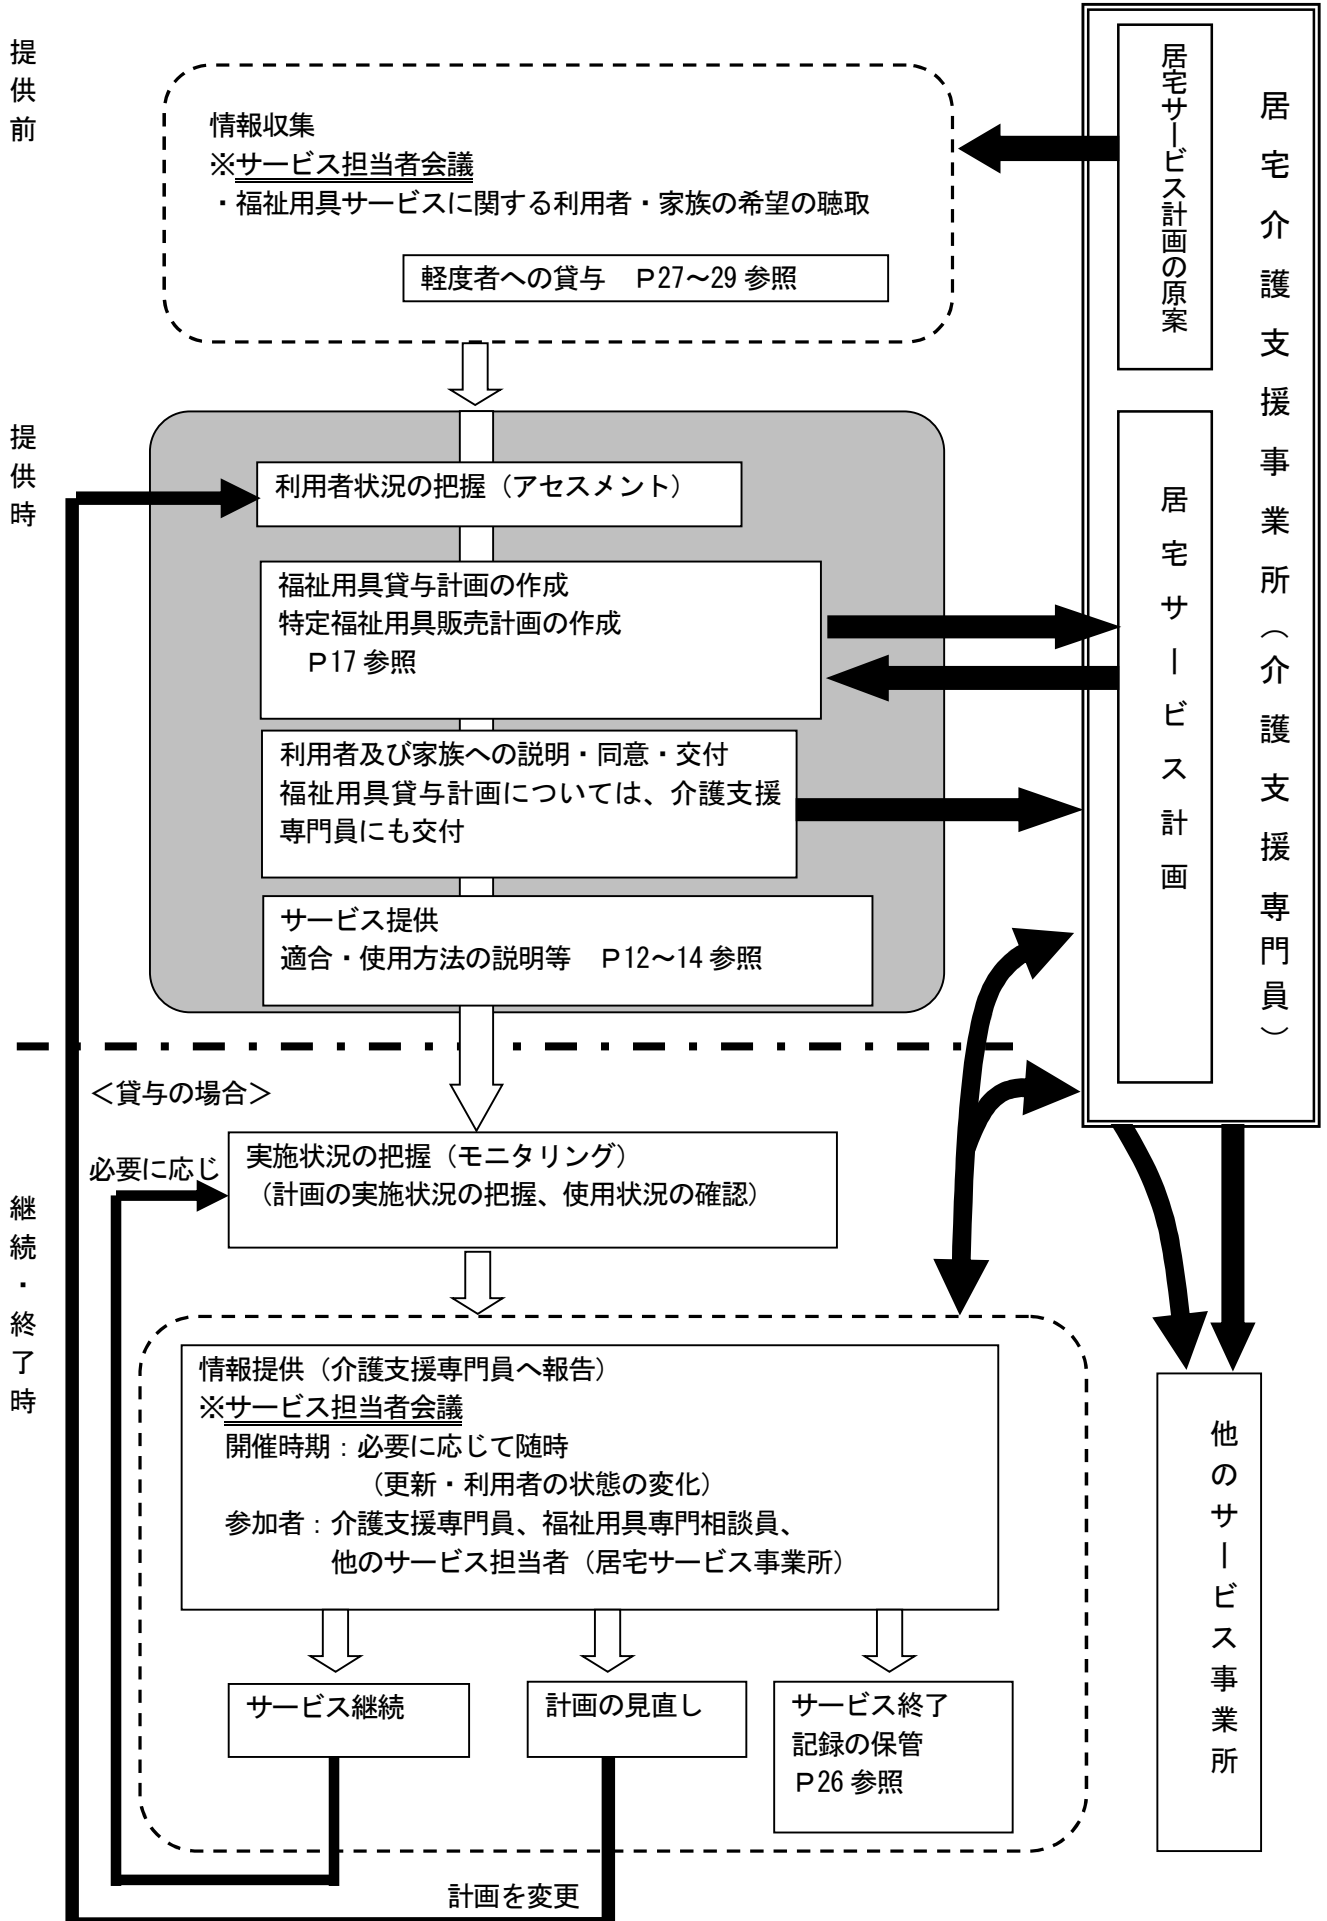 提供前
情報収集
※サービス担当者会議
・福祉用具サービスに関する利用者・家族の希望の聴取
軽度者への貸与　Ｐ27～29 参照
居宅サービス計画の原案
居宅介護支援事業所（介護支援専門員）
提供時
利用者状況の把握（アセスメント）
福祉用具貸与計画の作成
特定福祉用具販売計画の作成
Ｐ17 参照
居宅サービス計画
利用者及び家族への説明・同意・交付
福祉用具貸与計画については、介護支援
専門員にも交付
サービス提供
適合・使用方法の説明等　Ｐ12～14 参照
＜貸与の場合＞
必要に応じ
実施状況の把握（モニタリング）
（計画の実施状況の把握、使用状況の確認）
継続・終了時
情報提供（介護支援専門員へ報告）
※サービス担当者会議
開催時期：必要に応じて随時
（更新・利用者の状態の変化）
参加者：介護支援専門員、福祉用具専門相談員、
他のサービス担当者（居宅サービス事業所）
他のサービス事業所
サービス継続
計画の見直し
サービス終了
記録の保管
Ｐ26 参照
計画を変更